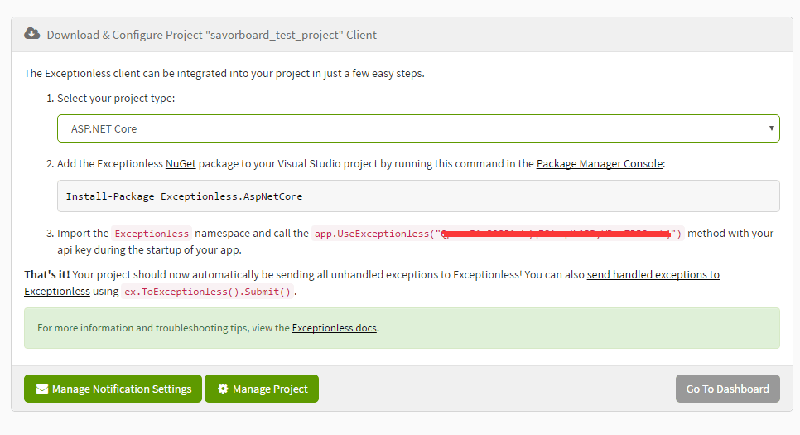 Download & Configure Project "savorboard_test_project" Client
The Exceptionless client can be integrated into your project in just a few easy steps.
1. Select your project type:
ASP.NET Core
2. Add the Exceptionless NuGet package to your Visual Studio project by running this command in the Package Manager Console:
Install-Package Exceptionless.AspNetCore
3. Import the Exceptionless namespace and call the app.UseExceptionless(" ") method with your
api key during the startup of your app.
That's it! Your project should now automatically be sending all unhandled exceptions to Exceptionless! You can also send handled exceptions to
Exceptionless using ex.ToExceptionless().Submit().
For more information and troubleshooting tips, view the Exceptionless docs.
Manage Notification Settings Manage Project Go To Dashboard